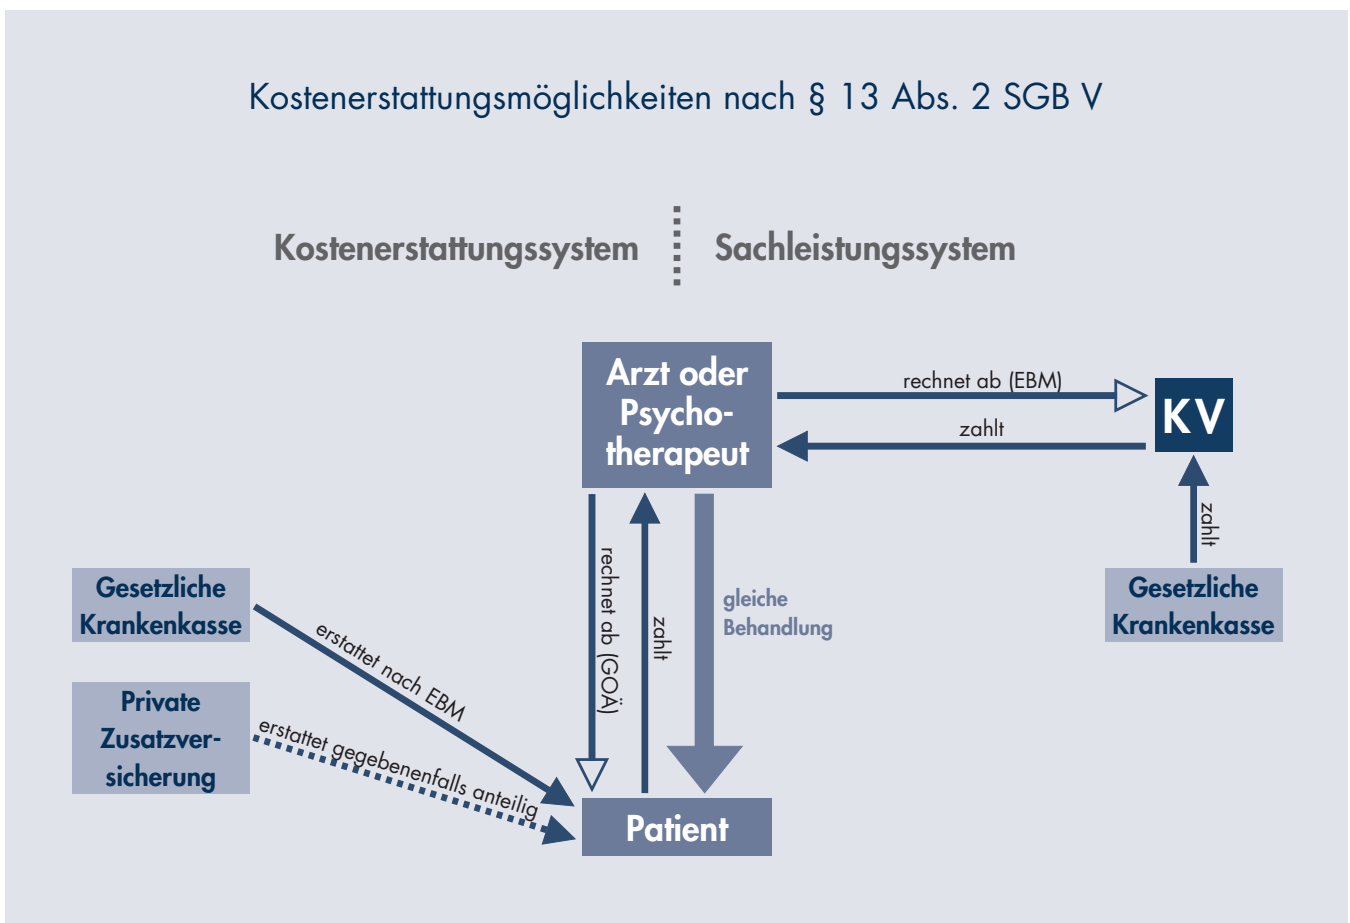 Kostenerstattungsmöglichkeiten nach § 13 Abs. 2 SGB V
Kostenerstattungssystem
Sachleistungssystem
Arzt oder
Psycho-
therapeut
rechnet ab (EBM)
zahlt
KV
zahlt
Gesetzliche
Krankenkasse
rechnet ab (GOÄ)
zahlt
gleiche
Behandlung
Gesetzliche
Krankenkasse
erstattet nach EBM
Private
Zusatzver-
sicherung
erstattet gegebenenfalls anteilig
Patient